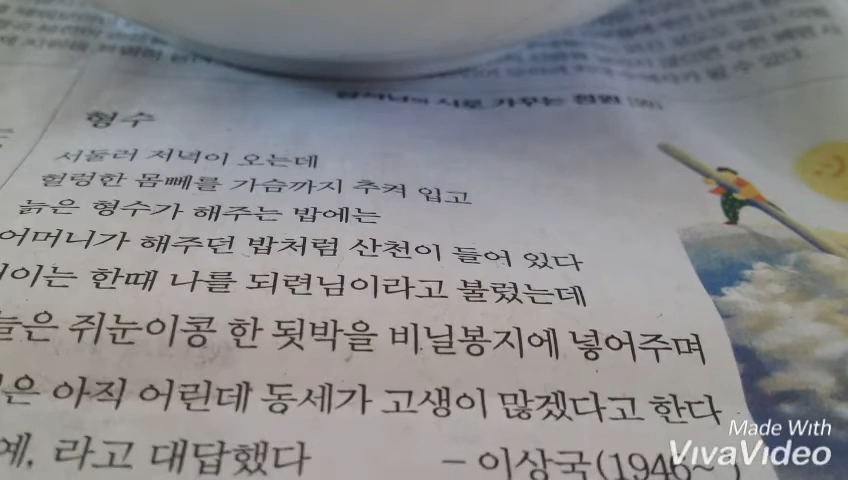 형수
서둘러 저녁이 오는데
헐렁한 몸빼를 가슴까지 추켜 입고
늙은 형수가 해주는 밥에는
어머니가 해주던 밥처럼 산천이 들어 있다
한때 나를 되련님이라고 불렀는데
쥐눈이콩 한 됫박을 비닐봉지에 넣어주며
아직 어린데 동세가 고생이 많겠다고 한다
예, 라고 대답했다
- 이상국(1946~ )
Made With
VivaVideo